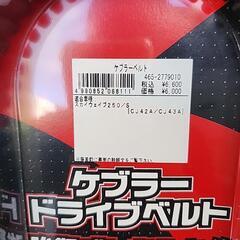 ケブラーベルト
465-2779010
税込 ¥6,600
価格 ¥6,000
4990852068111
適合車種
スカイウェイブ250/S
[CJ42A/CJ43A]
ケブラー
ドライブベルト